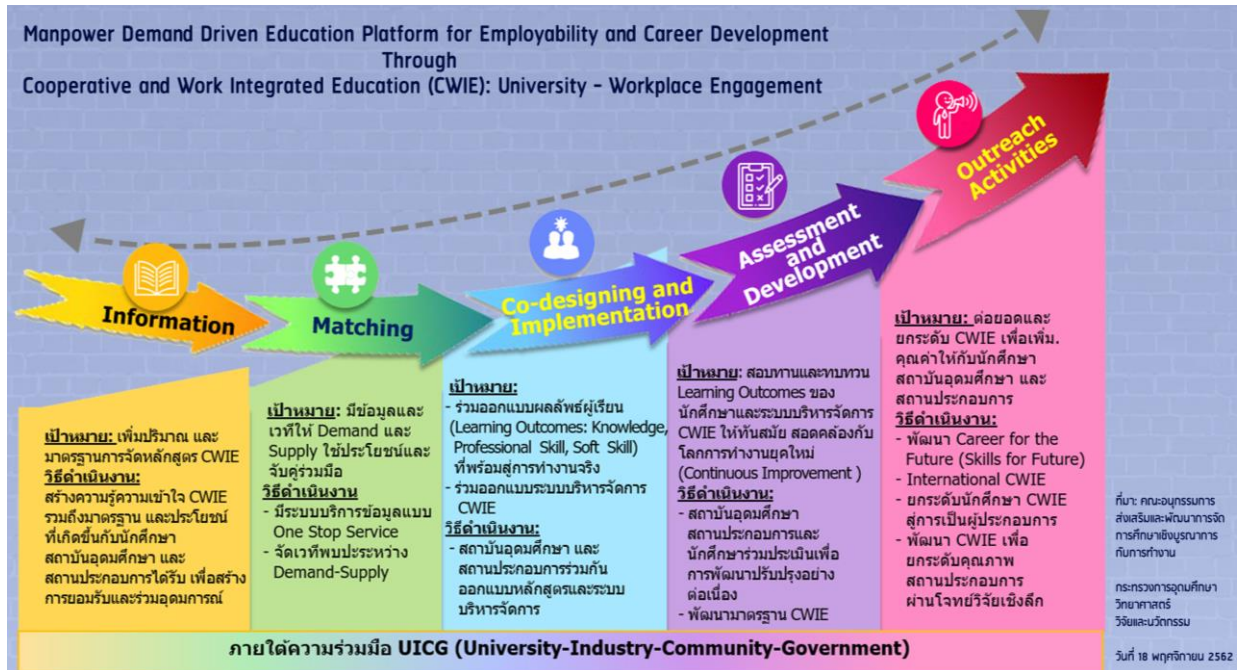 Manpower Demand Driven Education Platform for Employability and Career Development
Through
Cooperative and Work Integrated Education (CWIE): University - Workplace Engagement
Information
เป้าหมาย: เพิ่มปริมาณ และ
มาตรฐานการจัดหลักสูตร CWIE
วิธีดำเนินงาน:
สร้างความรู้ความเข้าใจ CWIE
รวมถึงมาตรฐาน และประโยชน์
ที่เกิดขึ้นกับนักศึกษา
สถาบันอุดมศึกษา และ
สถานประกอบการได้รับ เพื่อสร้าง
การยอมรับและร่วมอุดมการณ์
Matching
เป้าหมาย: มีข้อมูลและ
เวทีให้ Demand และ
Supply ใช้ประโยชน์และ
จับคู่ร่วมมือ
วิธีดำเนินงาน
- มีระบบบริการข้อมูลแบบ
One Stop Service
- จัดเวทีพบประหว่าง
Demand-Supply
Co-designing and
Implementation
เป้าหมาย:
- ร่วมออกแบบผลลัพธ์ผู้เรียน
(Learning Outcomes: Knowledge,
Professional Skill, Soft Skill)
ที่พร้อมสู่การทำงานจริง
- ร่วมออกแบบระบบบริหารจัดการ
CWIE
วิธีดำเนินงาน:
- สถาบันอุดมศึกษา และ
สถานประกอบการร่วมกัน
ออกแบบหลักสูตรและระบบ
บริหารจัดการ
Assessment
and
Development
เป้าหมาย: สอบทานและทบทวน
Learning Outcomes ของ
นักศึกษาและระบบบริหารจัดการ
CWIE ให้ทันสมัย สอดคล้องกับ
โลกการทำงานยุคใหม่
(Continuous Improvement )
วิธีดำเนินงาน:
- สถาบันอุดมศึกษา
สถานประกอบการและ
นักศึกษาร่วมประเมินเพื่อ
การพัฒนาปรับปรุงอย่าง
ต่อเนื่อง
- พัฒนามาตรฐาน CWIE
Outreach
Activities
เป้าหมาย: ต่อยอดและ
ยกระดับ CWIE เพื่อเพิ่ม.
คุณค่าให้กับนักศึกษา
สถาบันอุดมศึกษา และ
สถานประกอบการ
วิธีดำเนินงาน:
- พัฒนา Career for the
Future (Skills for Future)
- International CWIE
- ยกระดับนักศึกษา CWIE
สู่การเป็นผู้ประกอบการ
- พัฒนา CWIE เพื่อ
ยกระดับคุณภาพ
สถานประกอบการ
ผ่านโจทย์วิจัยเชิงลึก
ที่มา: คณะอนุกรรมการ
ส่งเสริมและพัฒนาการจัด
การศึกษาเชิงบูรณาการ
กับการทำงาน
กระทรวงการอุดมศึกษา
วิทยาศาสตร์
วิจัยและนวัตกรรม
วันที่ 18 พฤศจิกายน 2562
ภายใต้ความร่วมมือ UICG (University-Industry-Community-Government)